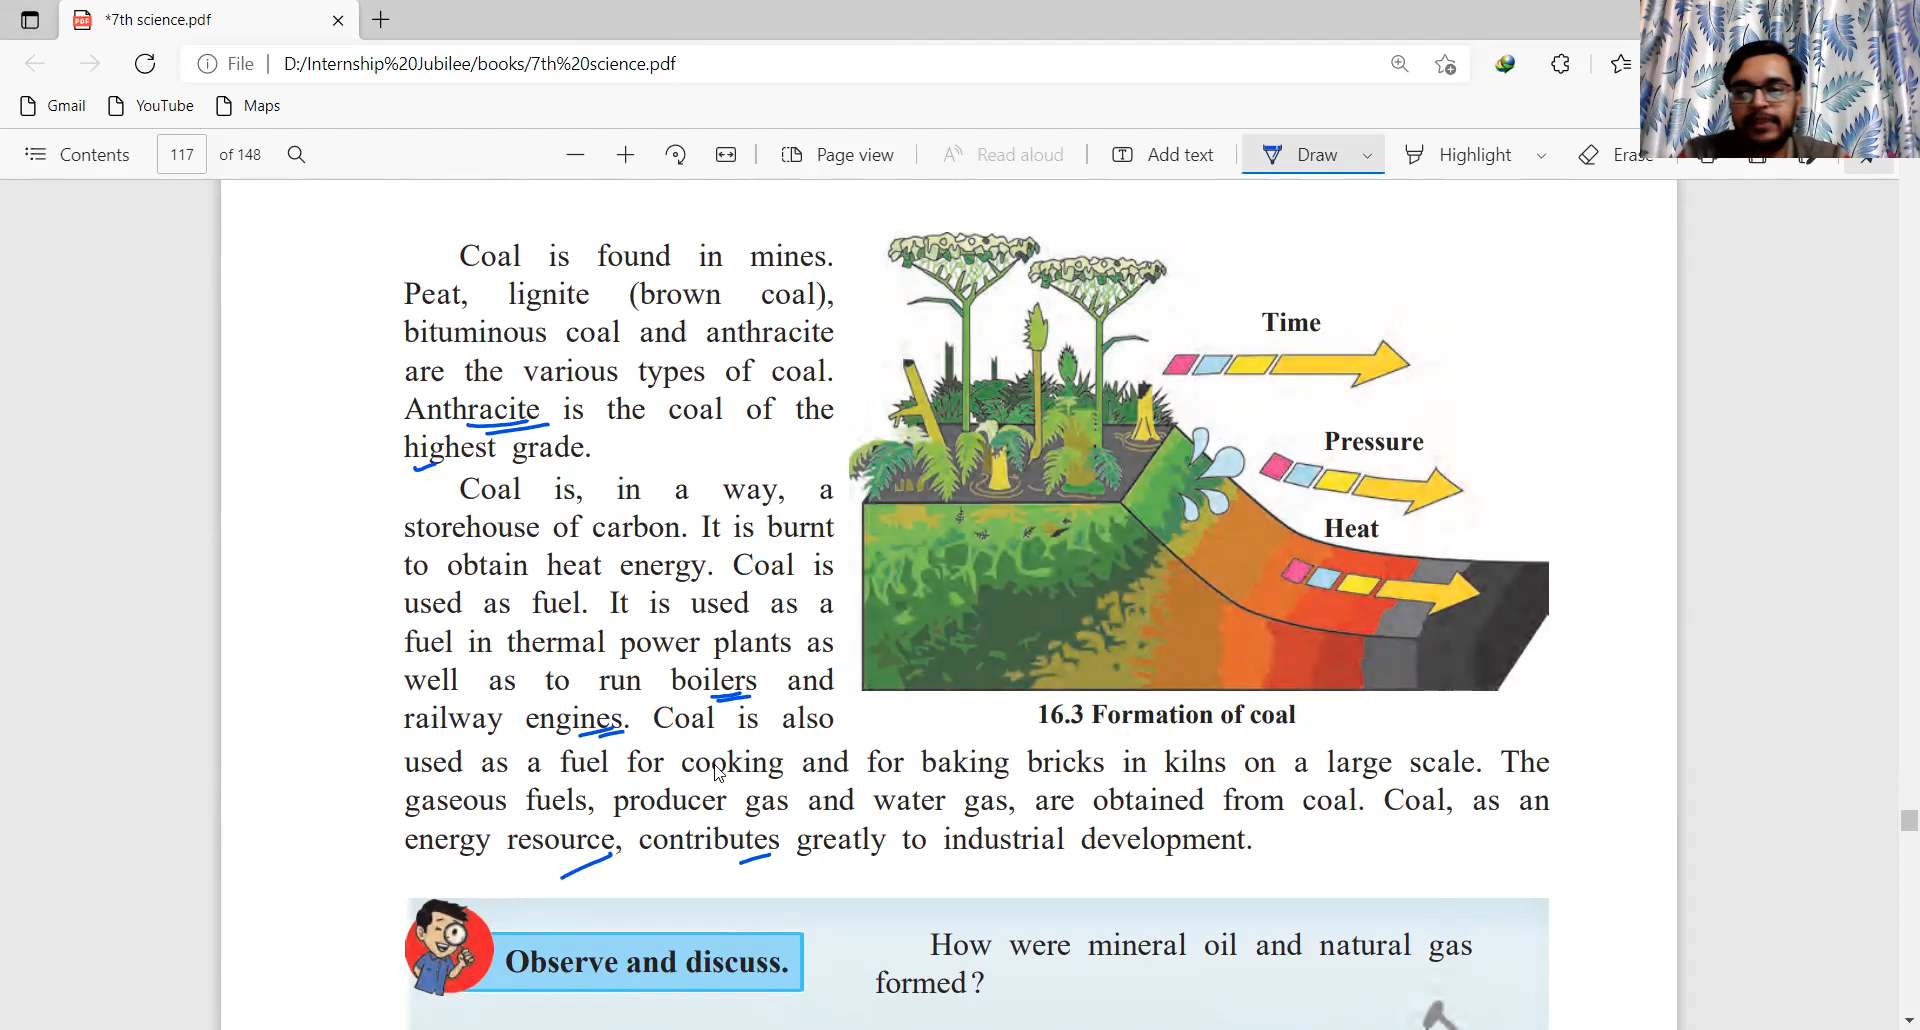 *7th science.pdf
File
D:/Internship%20Jubilee/books/7th%20science.pdf
Gmail
YouTube
Maps
Contents
117
of 148
Page view
Read aloud
Add text
Draw
Highlight
Coal is found in mines.
Peat, lignite (brown coal),
bituminous coal and anthracite
are the various types of coal.
Anthracite is the coal of the
highest grade.
Coal is, in a way, a
storehouse of carbon. It is burnt
to obtain heat energy. Coal is
used as fuel. It is used as a
fuel in thermal power plants as
well as to run boilers and
railway engines. Coal is also
used as a fuel for cooking and for baking bricks in kilns on a large scale. The
gaseous fuels, producer gas and water gas, are obtained from coal. Coal, as an
energy resource, contributes greatly to industrial development.
Time
Pressure
Heat
16.3 Formation of coal
Observe and discuss.
How were mineral oil and natural gas
formed?